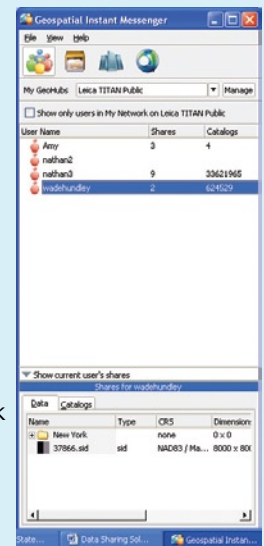 Geospatial Instant Messenger
File View Help
My GeoHubs Leica TITAN Public Manage
Show only users in My Network on Leica TITAN Public
User Name Shares Catalogs
Amy 3 4
nathan2
nathan3 9 33621965
wadehundley 2 624529
Show current user's shares
Shares for wadehundley
Data Catalogs
Name Type CRS Dimension
New York none 0 x 0
37866.sid sid NAD83 / Ma... 8000 x 800
k
State... Data Sharing Sol... Geospatial Instan...